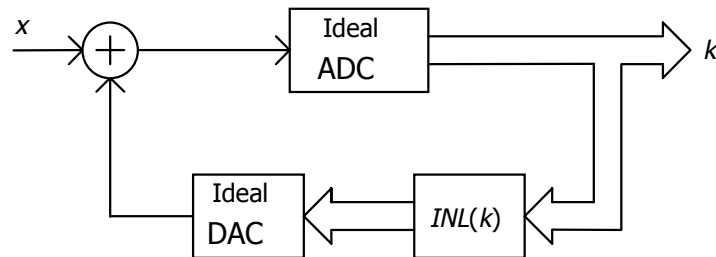 x
+
Ideal
ADC
k
Ideal
DAC
INL(k)